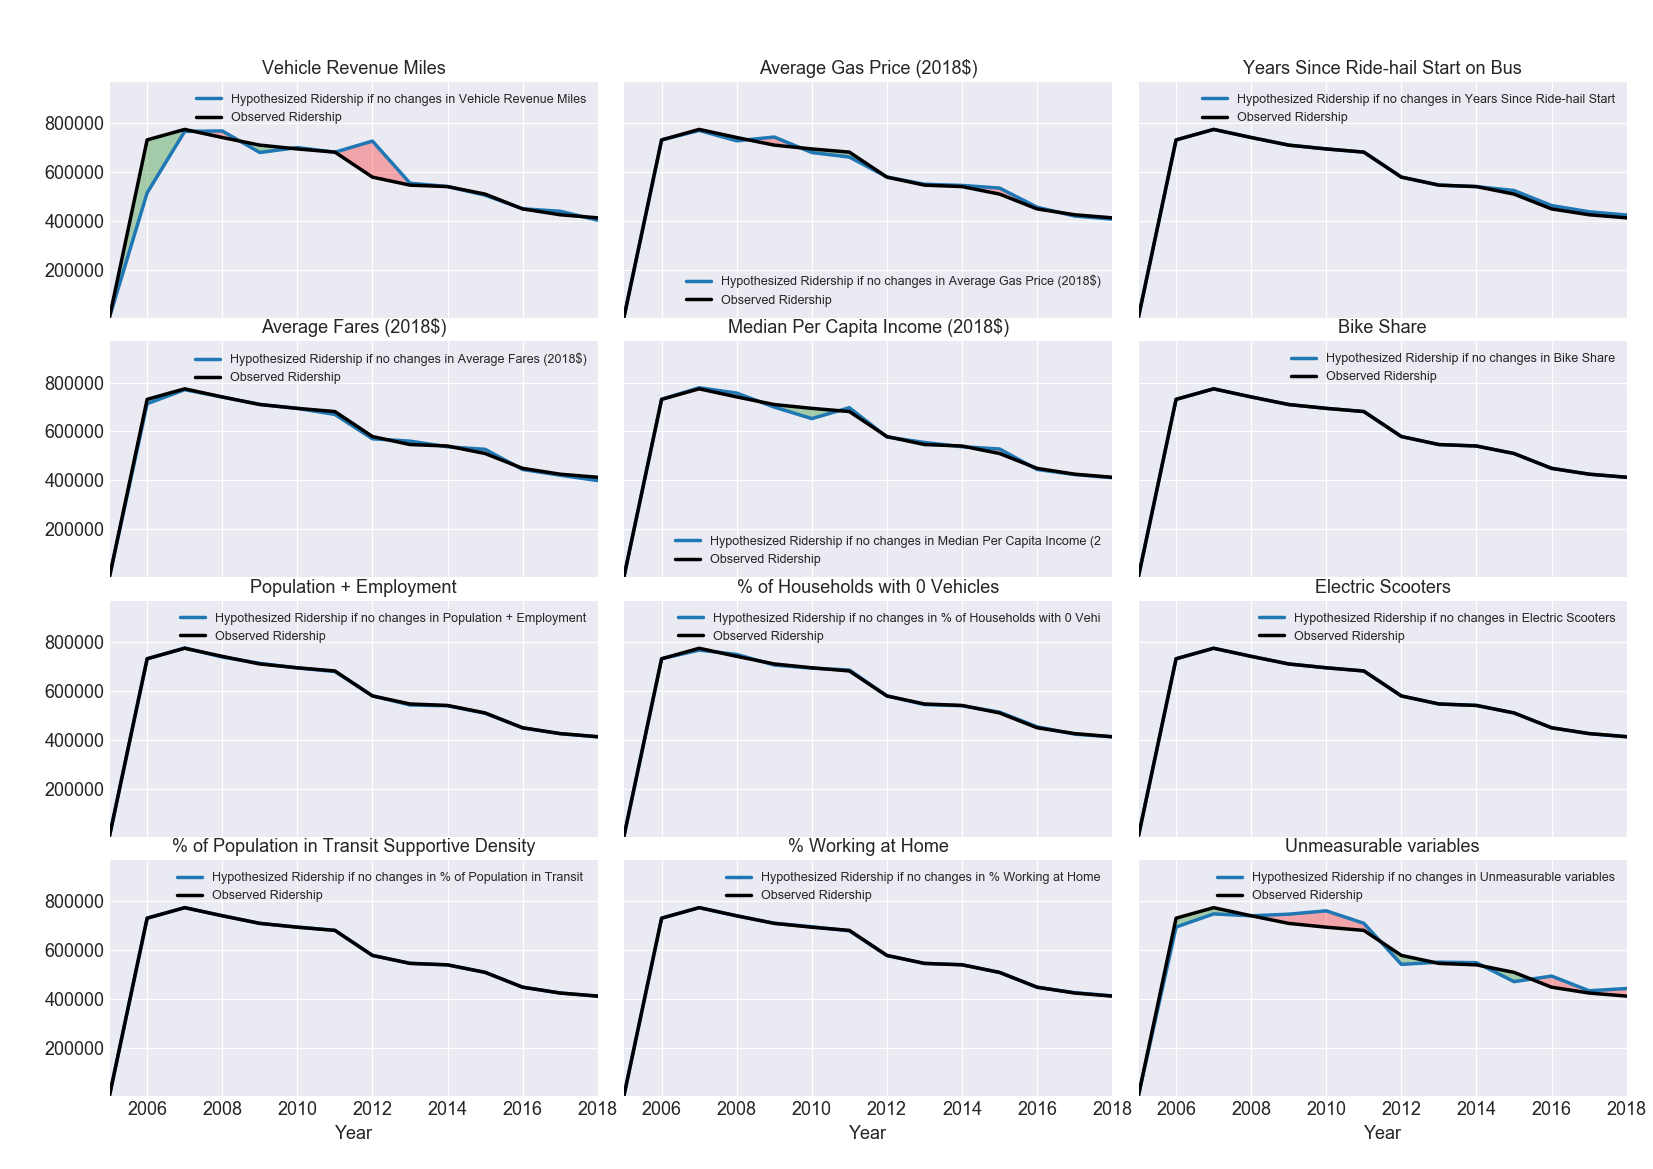 Vehicle Revenue Miles
Average Gas Price (2018$)
Years Since Ride-hail Start on Bus
Hypothesized Ridership if no changes in Vehicle Revenue Miles
Observed Ridership
Hypothesized Ridership if no changes in Average Gas Price (2018$)
Observed Ridership
Hypothesized Ridership if no changes in Years Since Ride-hail Start
Observed Ridership
800000
600000
400000
200000
Average Fares (2018$)
Median Per Capita Income (2018$)
Bike Share
Hypothesized Ridership if no changes in Average Fares (2018$)
Observed Ridership
Hypothesized Ridership if no changes in Median Per Capita Income (2
Observed Ridership
Hypothesized Ridership if no changes in Bike Share
Observed Ridership
800000
600000
400000
200000
Population + Employment
% of Households with 0 Vehicles
Electric Scooters
Hypothesized Ridership if no changes in Population + Employment
Observed Ridership
Hypothesized Ridership if no changes in % of Households with 0 Vehi
Observed Ridership
Hypothesized Ridership if no changes in Electric Scooters
Observed Ridership
800000
600000
400000
200000
% of Population in Transit Supportive Density
% Working at Home
Unmeasurable variables
Hypothesized Ridership if no changes in % of Population in Transit
Observed Ridership
Hypothesized Ridership if no changes in % Working at Home
Observed Ridership
Hypothesized Ridership if no changes in Unmeasurable variables
Observed Ridership
800000
600000
400000
200000
2006 2008 2010 2012 2014 2016 2018
2006 2008 2010 2012 2014 2016 2018
2006 2008 2010 2012 2014 2016 2018
Year
Year
Year